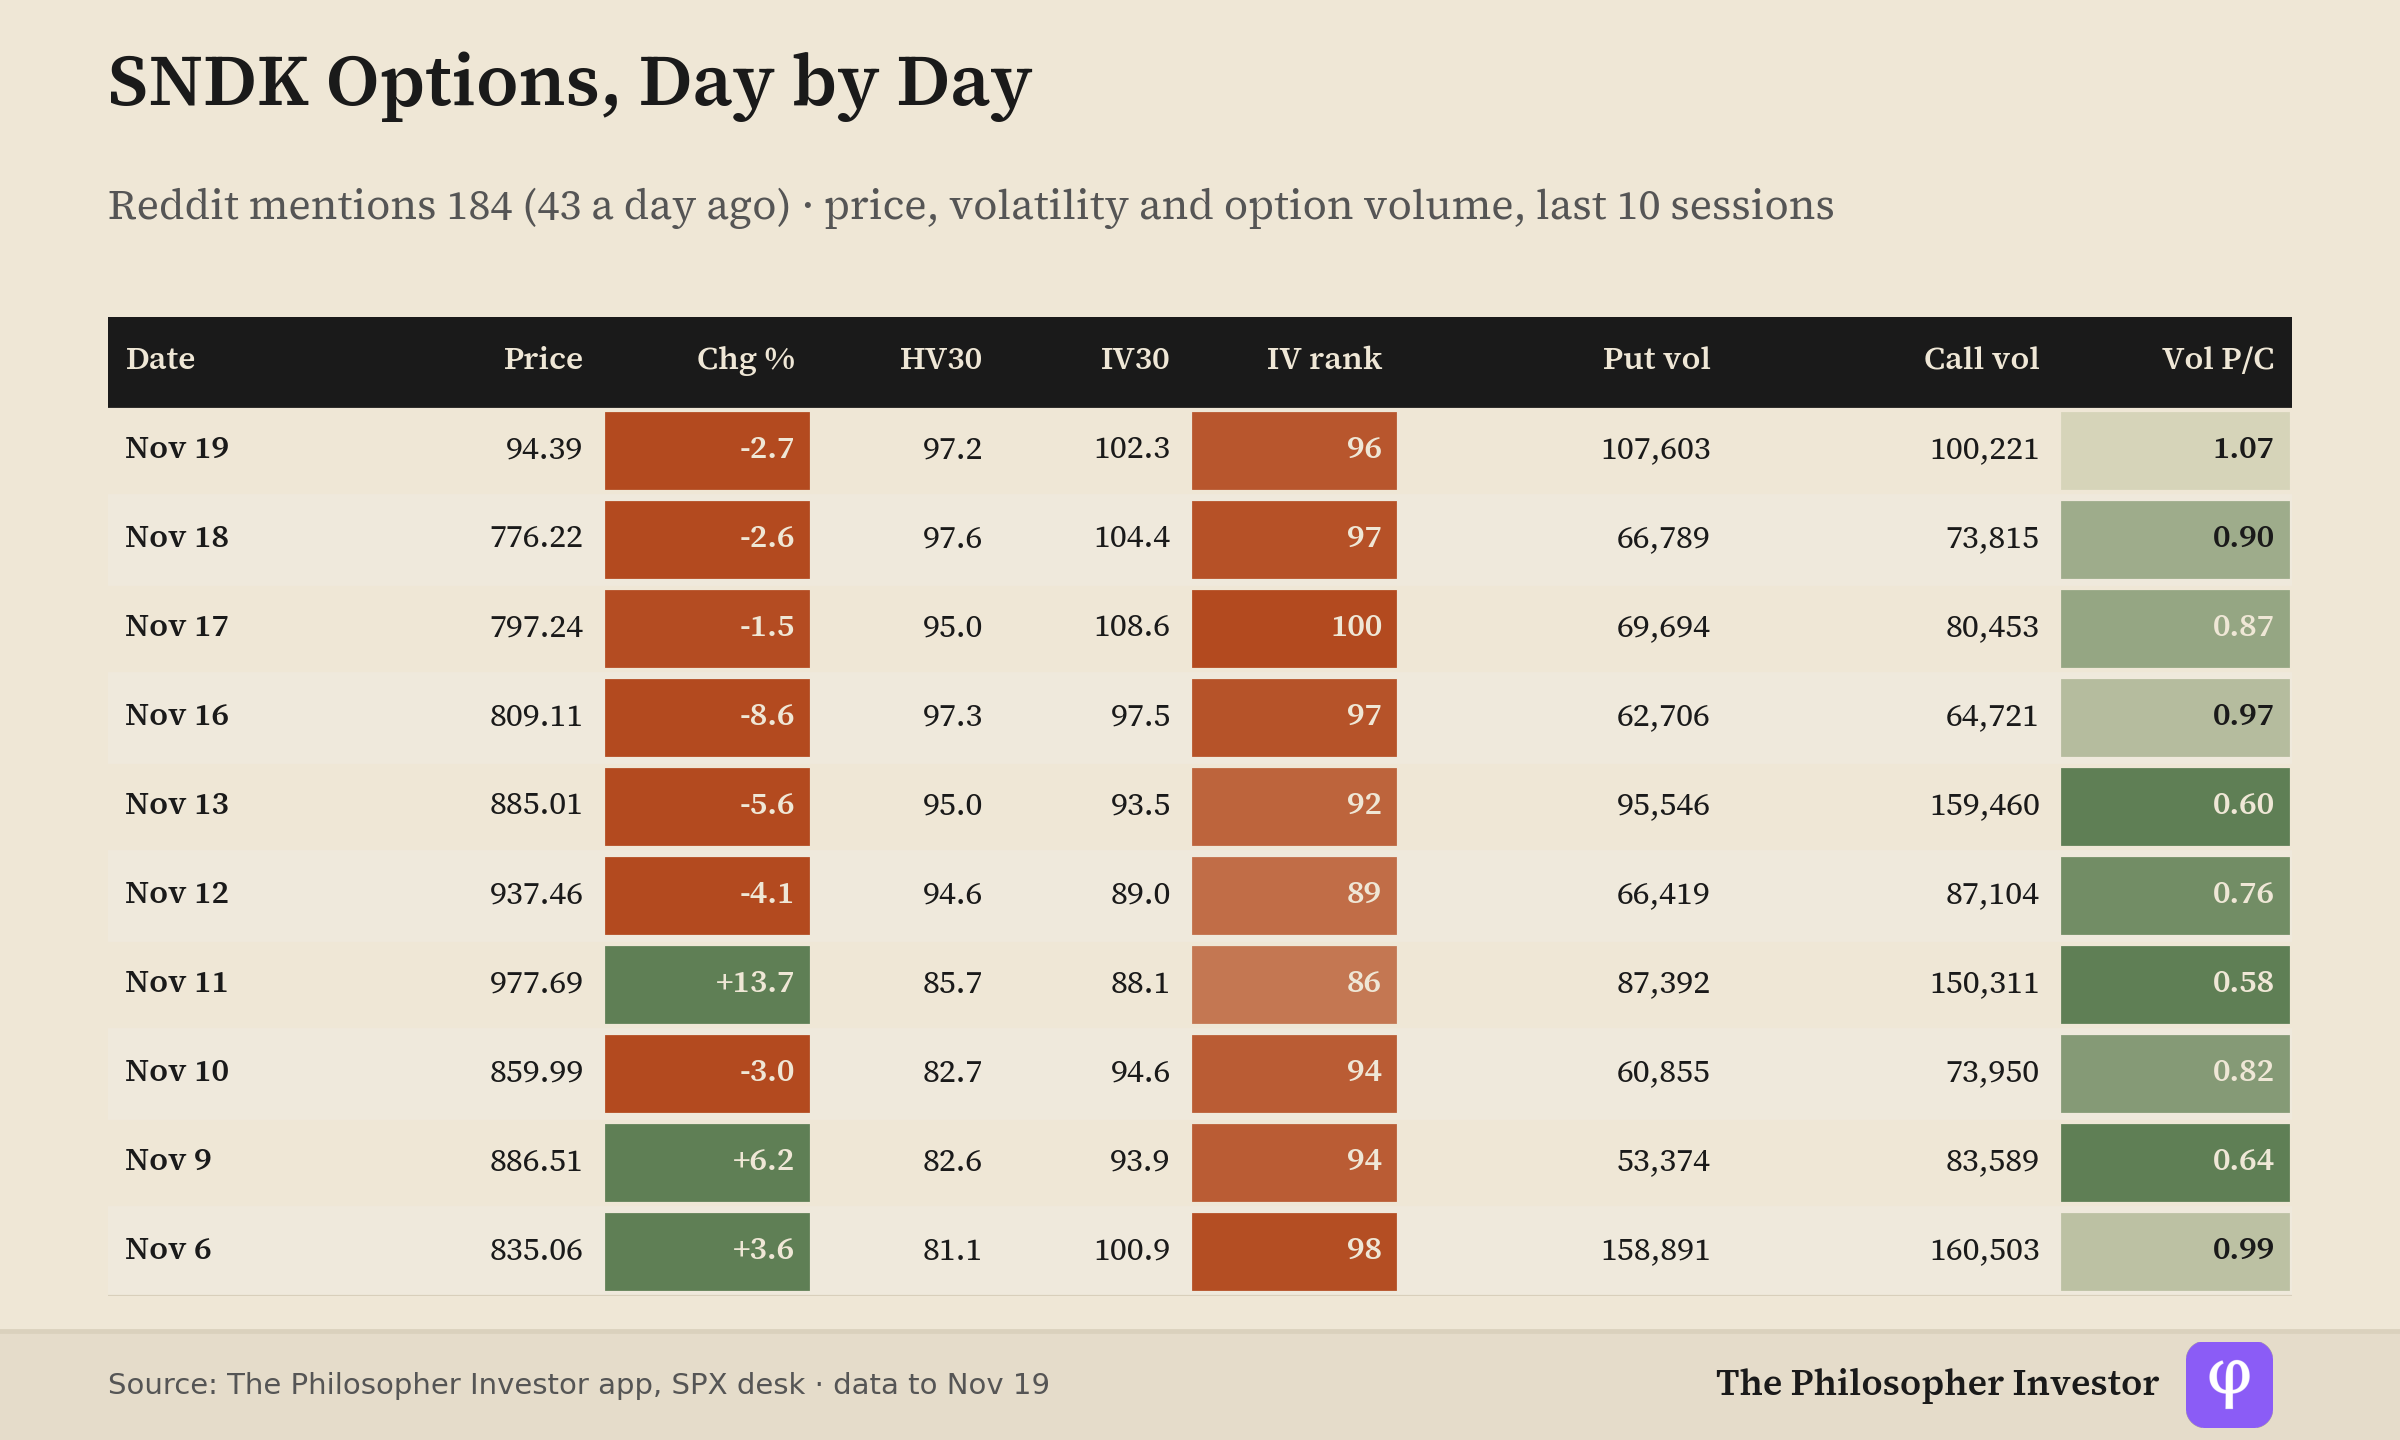 SNDK Options, Day by Day
Reddit mentions 184 (43 a day ago) · price, volatility and option volume, last 10 sessions
Date Price Chg % HV30 IV30 IV rank Put vol Call vol Vol P/C
Nov 19 94.39 -2.7 97.2 102.3 96 107,603 100,221 1.07
Nov 18 776.22 -2.6 97.6 104.4 97 66,789 73,815 0.90
Nov 17 797.24 -1.5 95.0 108.6 100 69,694 80,453 0.87
Nov 16 809.11 -8.6 97.3 97.5 97 62,706 64,721 0.97
Nov 13 885.01 -5.6 95.0 93.5 92 95,546 159,460 0.60
Nov 12 937.46 -4.1 94.6 89.0 89 66,419 87,104 0.76
Nov 11 977.69 +13.7 85.7 88.1 86 87,392 150,311 0.58
Nov 10 859.99 -3.0 82.7 94.6 94 60,855 73,950 0.82
Nov 9 886.51 +6.2 82.6 93.9 94 53,374 83,589 0.64
Nov 6 835.06 +3.6 81.1 100.9 98 158,891 160,503 0.99
Source: The Philosopher Investor app, SPX desk · data to Nov 19
The Philosopher Investor φ